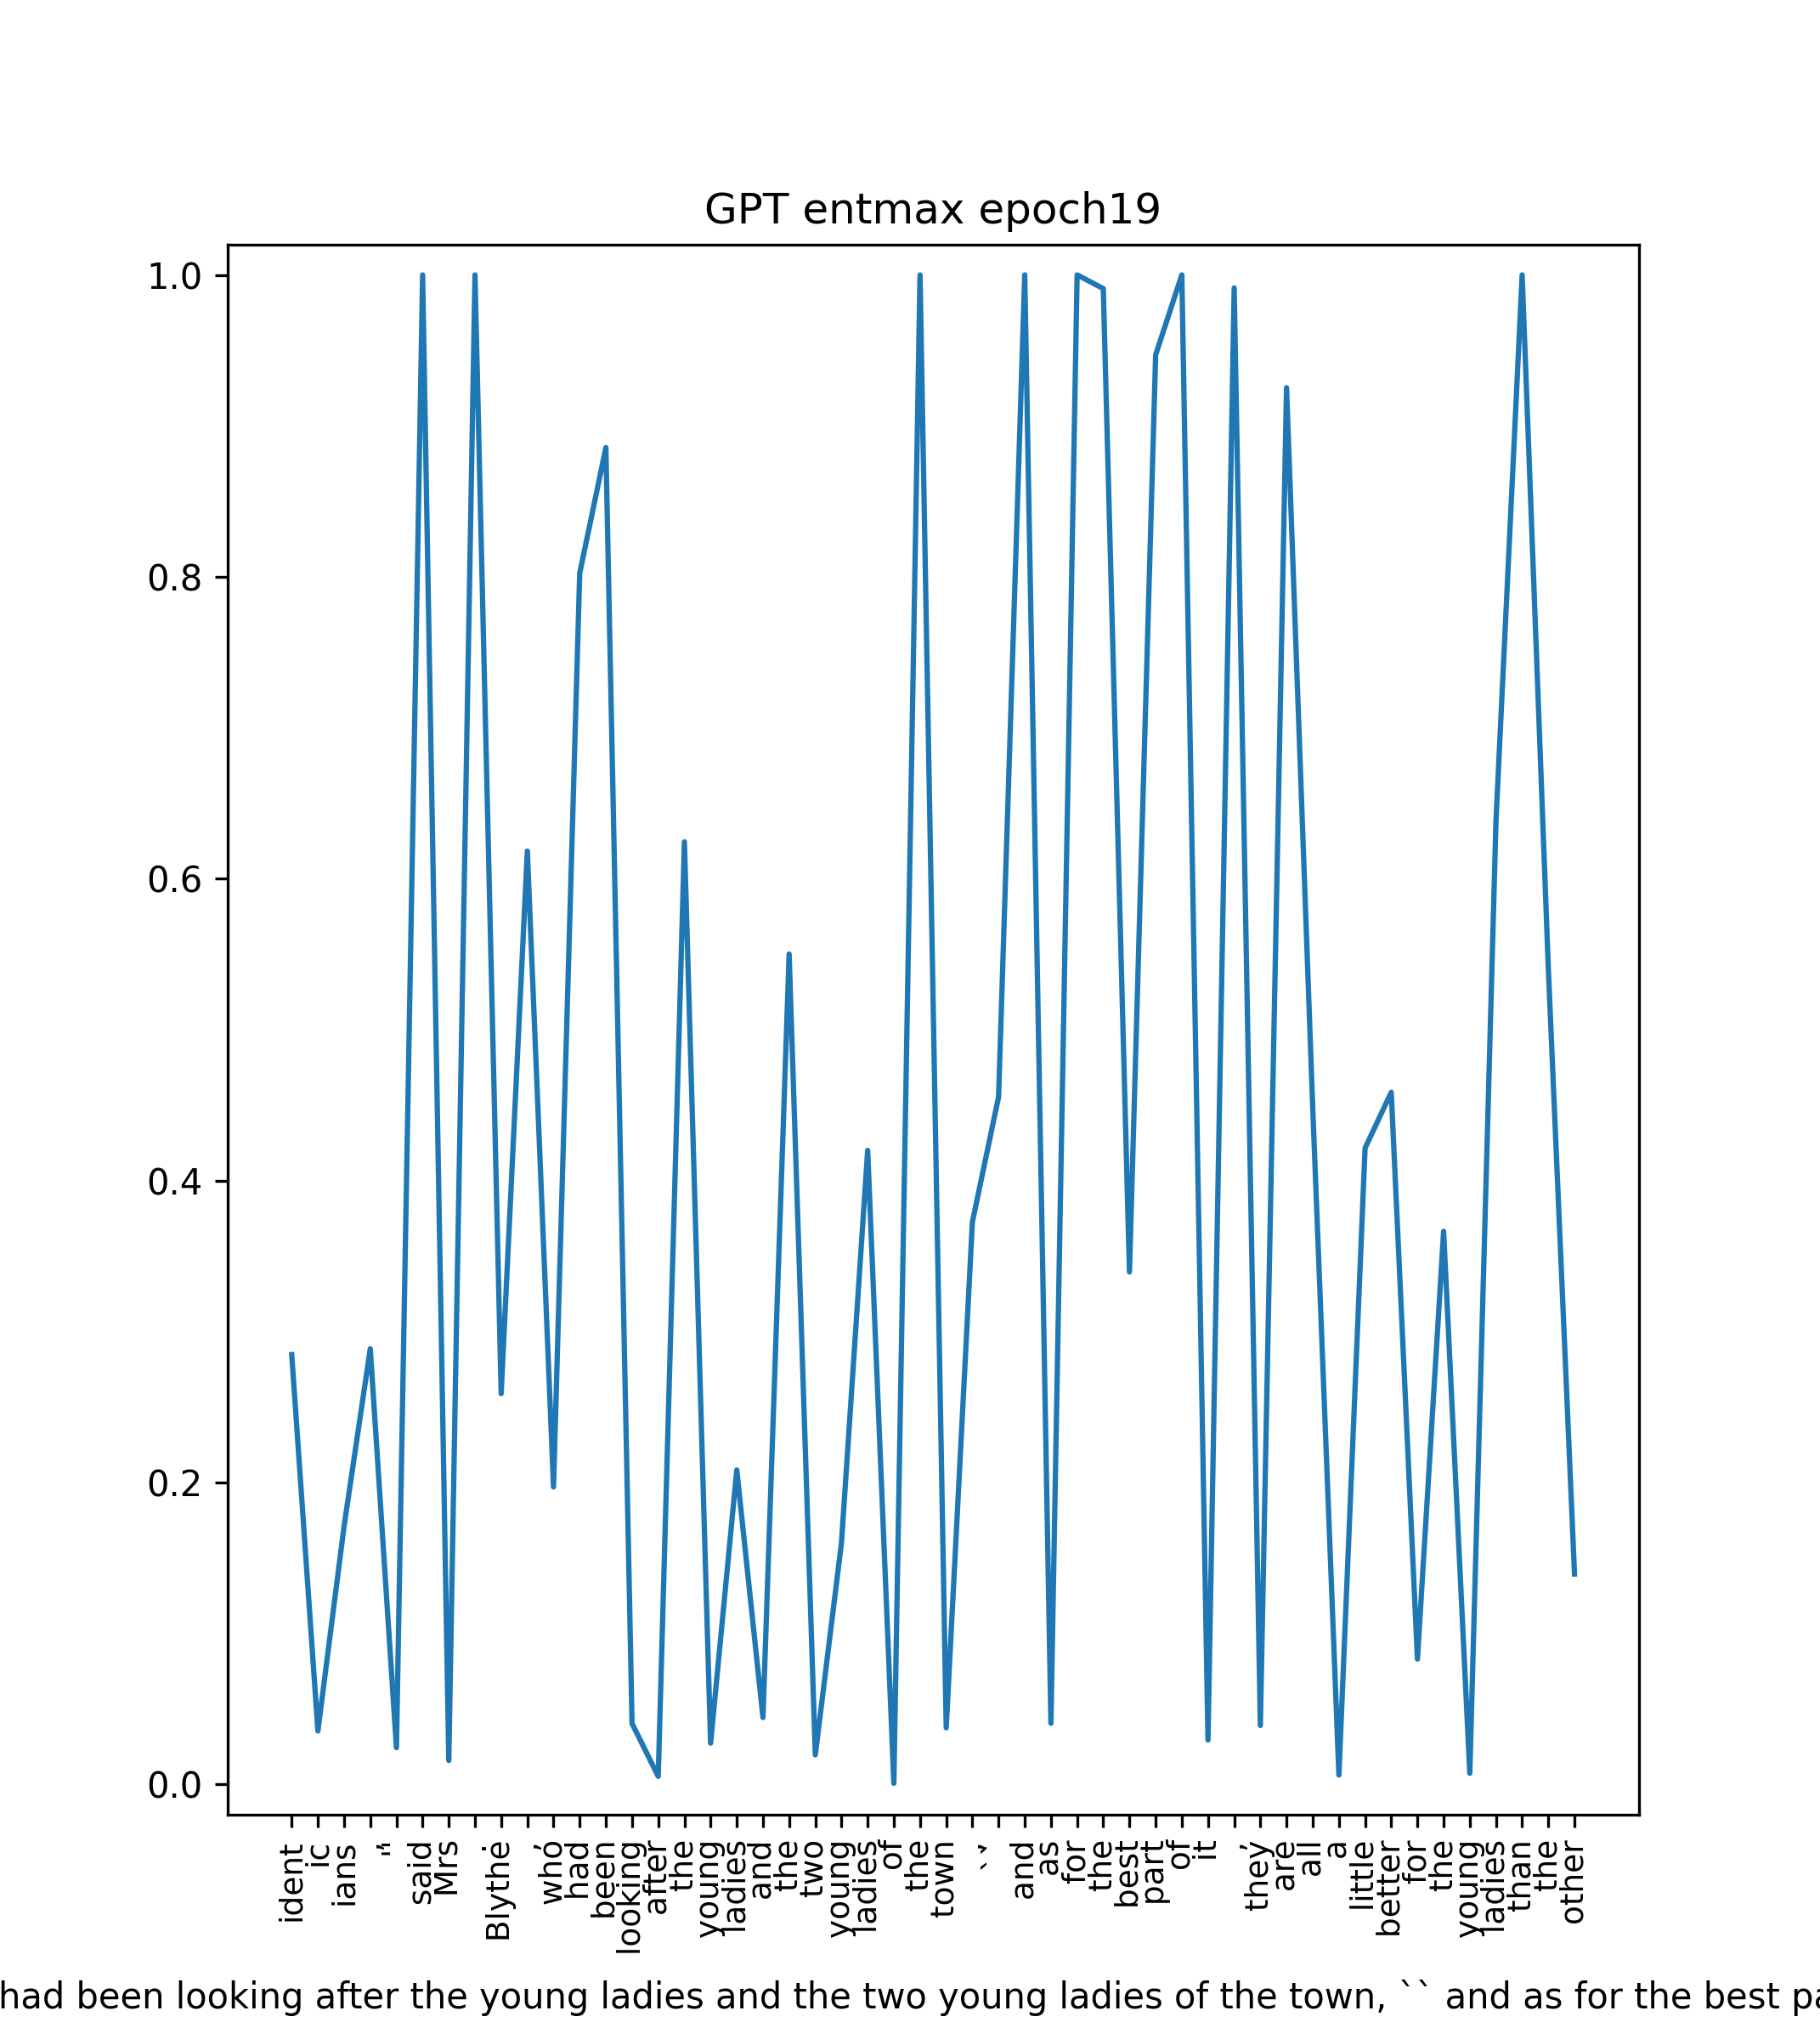 GPT entmax epoch19
1.0
0.8
0.6
0.4
0.2
0.0
ident
ic
ians
,
"
said
Mrs
.
Blythe
,
who
had
been
looking
after
the
young
ladies
and
the
two
young
ladies
of
the
town
,
``
and
as
for
the
best
part
of
it
,
they
are
all
a
little
better
for
the
young
ladies
than
the
other
had been looking after the young ladies and the two young ladies of the town, `` and as for the best pa